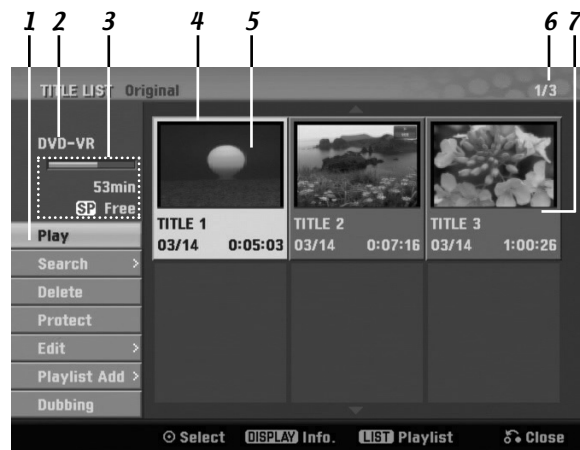 1 2 3 4 5 6 7
TITLE LIST Original 1/3
DVD-VR
53min
SP Free
Play
Search >
Delete
Protect
Edit >
Playlist Add >
Dubbing
TITLE 1
03/14 0:05:03
TITLE 2
03/14 0:07:16
TITLE 3
03/14 1:00:26
Select DISPLAY Info. LIST Playlist Close